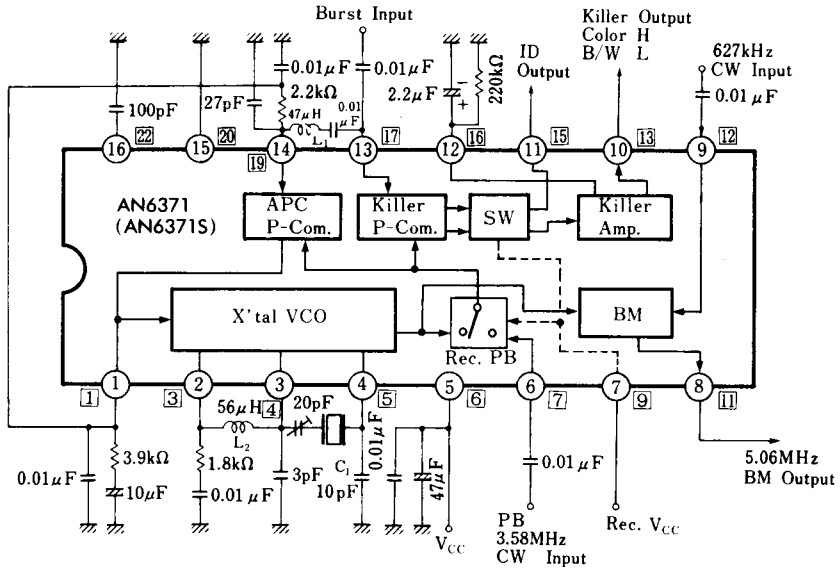 Burst Input
Killer Output
Color H
B/W L
ID
Output
627kHz
CW Input
0.01μF
0.01μF
2.2kΩ
27pF
47μH
L1
0.01
μF
2.2μF
+
220kΩ
0.01μF
100pF
22
20
19
17
16
15
13
12
16
15
14
13
12
11
10
9
AN6371
(AN6371S)
APC
P-Com.
Killer
P-Com.
SW
Killer
Amp.
X'tal VCO
Rec. PB
BM
1
2
3
4
5
6
7
8
1
3
4
5
6
7
9
11
56μH
L2
20pF
0.01μF
3.9kΩ
10μF
0.01μF
1.8kΩ
0.01μF
3pF
C1
10pF
47μF
VCC
0.01μF
PB
3.58MHz
CW Input
Rec. VCC
5.06MHz
BM Output